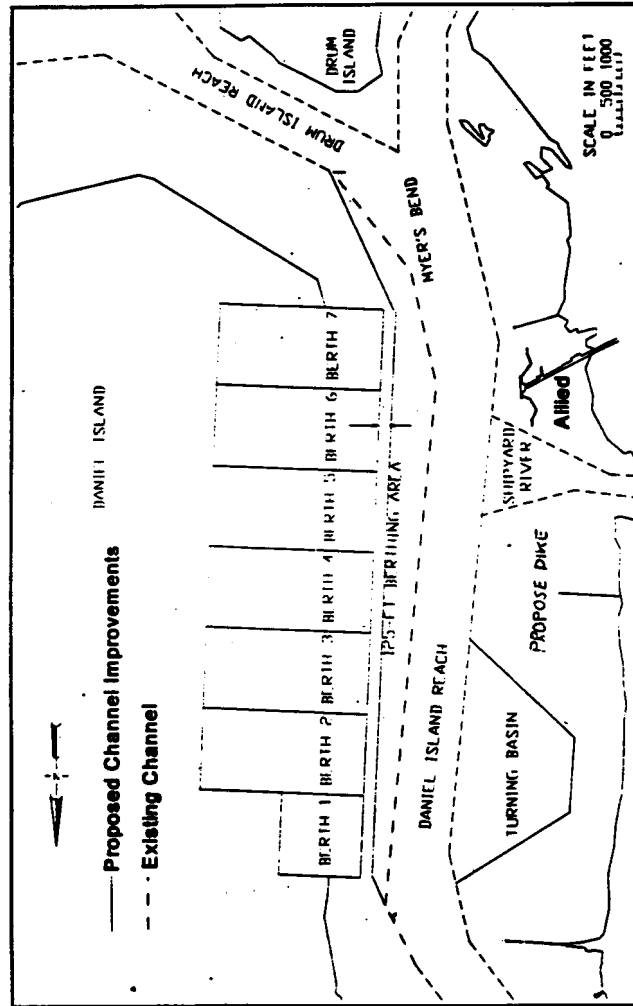 DANIEL ISLAND
Proposed Channel Improvements
Existing Channel
DRUM ISLAND REACH
DRUM
ISLAND
BERTH 1
BERTH 2
BERTH 3
BERTH 4
BERTH 5
BERTH 6
BERTH 7
125-FT BERTHING AREA
MYER'S BEND
DANIEL ISLAND REACH
SHIPYARD
RIVER
Allied
TURNING BASIN
PROPOSE DIKE
SCALE IN FEET
0 500 1000